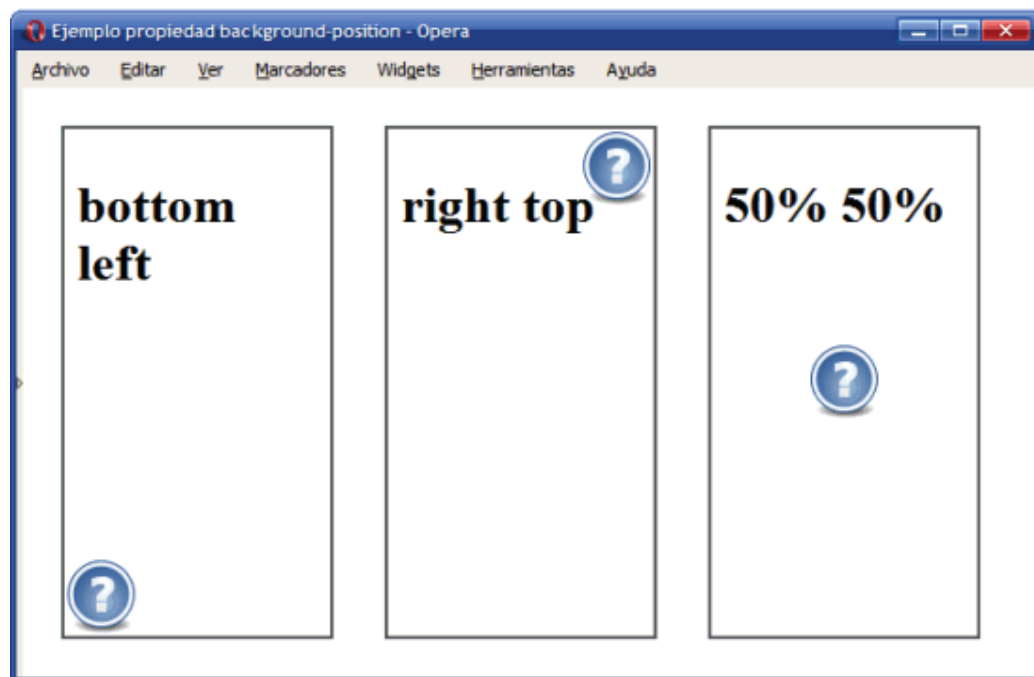 Ejemplo propiedad background-position - Opera
Archivo Editar Ver Marcadores Widgets Herramientas Ayuda
bottom
left
right top
50% 50%
?
?
?